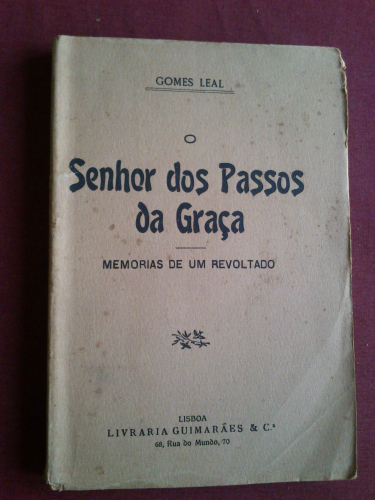 GOMES LEAL
O
Senhor dos Passos
da Graça
MEMORIAS DE UM REVOLTADO
LISBOA
LIVRARIA GUIMARÃES & C.ª
68, Rua do Mundo, 70